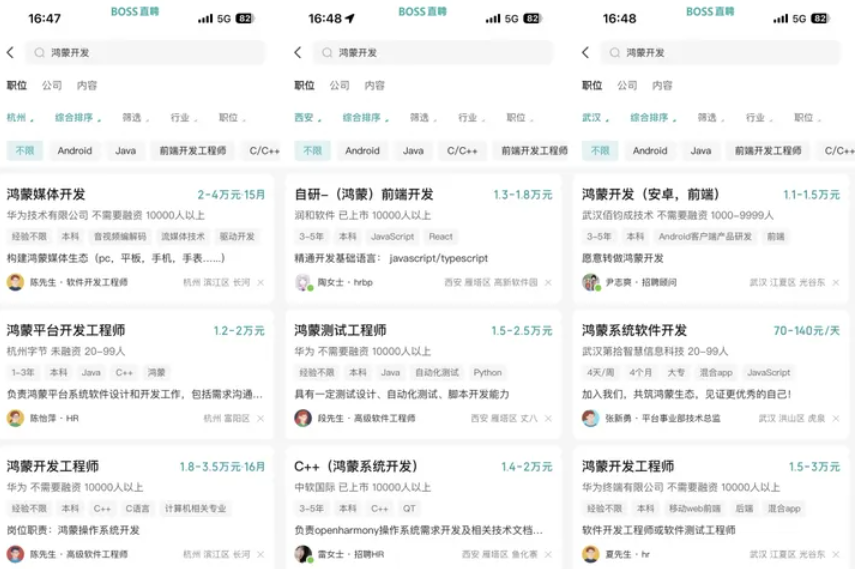 16:47
BOSS直聘
5G 82
鸿蒙开发
职位 公司 内容
杭州 综合排序 筛选 行业 职位
不限 Android Java 前端开发工程师 C/C++
鸿蒙媒体开发 2-4万元·15月
华为技术有限公司 不需要融资 10000人以上
经验不限 本科 音视频编解码 流媒体技术 驱动开发
构建鸿蒙媒体生态（pc，平板，手机，手表……)
陈先生·软件开发工程师 杭州 滨江区 长河
鸿蒙平台开发工程师 1.2-2万元
杭州字节 未融资 20-99人
1-3年 本科 Java C++ 鸿蒙
负责鸿蒙平台系统软件设计和开发工作，包括需求沟通...
陈怡萍·HR 杭州 富阳区
鸿蒙开发工程师 1.8-3.5万元·16月
华为 不需要融资 10000人以上
经验不限 本科 C++ C语言 计算机相关专业
岗位职责：鸿蒙操作系统开发
陈先生·高级软件工程师 杭州 滨江区 长河
16:48
BOSS直聘
5G 82
鸿蒙开发
职位 公司 内容
西安 综合排序 筛选 行业 职位
不限 Android Java C/C++ 前端开发工程师
自研-（鸿蒙）前端开发 1.3-1.8万元
润和软件 已上市 10000人以上
3-5年 本科 JavaScript React
精通开发基础语言： javascript/typescript
陶女士·hrbp 西安 雁塔区 高新软件园
鸿蒙测试工程师 1.5-2.5万元
华为 不需要融资 10000人以上
经验不限 本科 Java 自动化测试 Python
具有一定测试设计、自动化测试、脚本开发能力
段先生·高级软件工程师 西安 雁塔区 丈八
C++（鸿蒙系统开发） 1.4-2万元
中软国际 已上市 10000人以上
3-5年 本科 C++ QT
负责openharmony操作系统需求开发及相关技术文档...
雷女士·招聘HR 西安 雁塔区 鱼化寨
16:48
BOSS直聘
5G 82
鸿蒙开发
职位 公司 内容
武汉 综合排序 筛选 行业 职位
不限 Android Java 前端开发工程师 C/C++
鸿蒙开发（安卓，前端） 1.1-1.5万元
武汉佰钧成技术 不需要融资 1000-9999人
3-5年 本科 Android客户端产品研发 前端
愿意转做鸿蒙开发
尹志爽·招聘顾问 武汉 江夏区 光谷东
鸿蒙系统软件开发 70-140元/天
武汉第拾智慧信息科技 20-99人
4天/周 4个月 大专 混合app JavaScript
加入我们，共筑鸿蒙生态，见证更优秀的自己！
张新勇·平台事业部技术总监 武汉 洪山区 虎泉
鸿蒙开发工程师 1.5-3万元
华为终端有限公司 不需要融资 10000人以上
经验不限 本科 移动web前端 后端 混合app
软件开发工程师或软件测试工程师
夏先生·hr 武汉 江夏区 光谷东